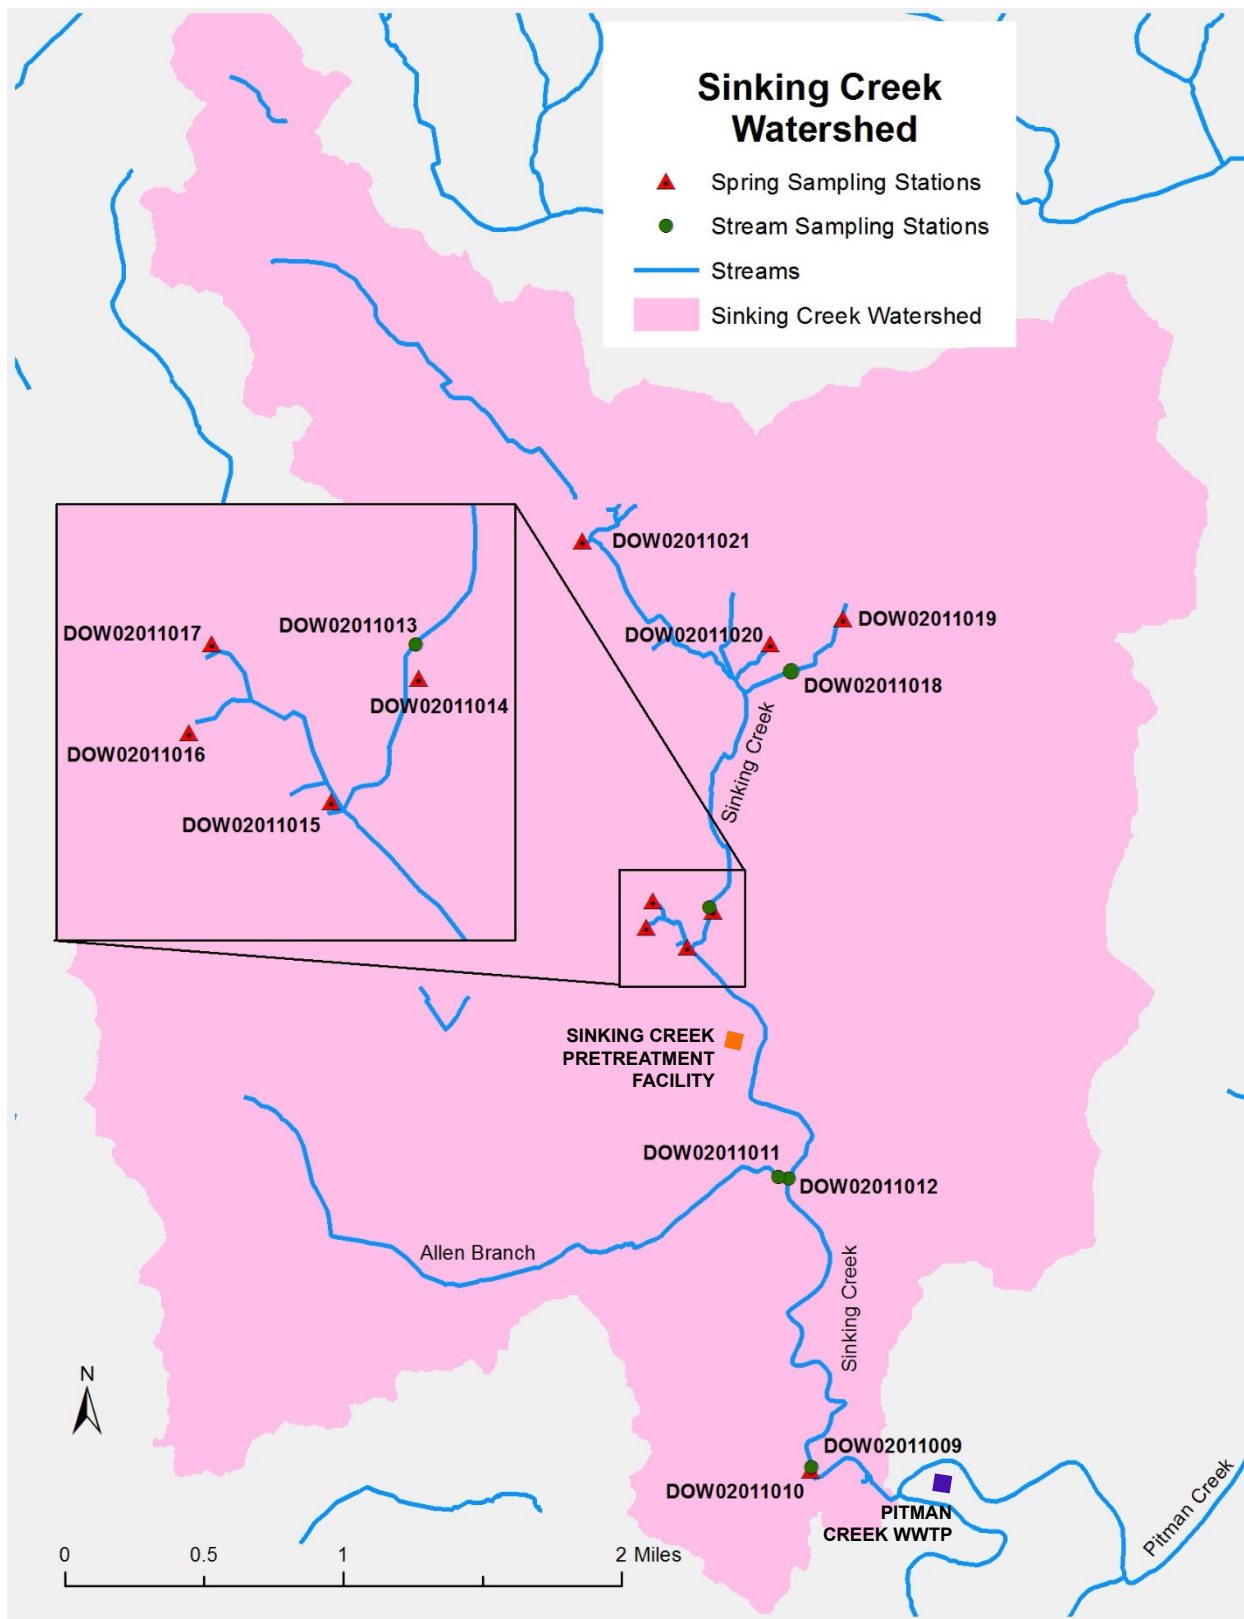 Sinking Creek
Watershed
Spring Sampling Stations
Stream Sampling Stations
Streams
Sinking Creek Watershed
DOW02011021
DOW02011017
DOW02011013
DOW02011014
DOW02011016
DOW02011015
DOW02011020
DOW02011019
DOW02011018
Sinking Creek
SINKING CREEK
PRETREATMENT
FACILITY
DOW02011011
DOW02011012
Allen Branch
Sinking Creek
N
DOW02011009
DOW02011010
PITMAN
CREEK WWTP
Pitman Creek
0 0.5 1 2 Miles